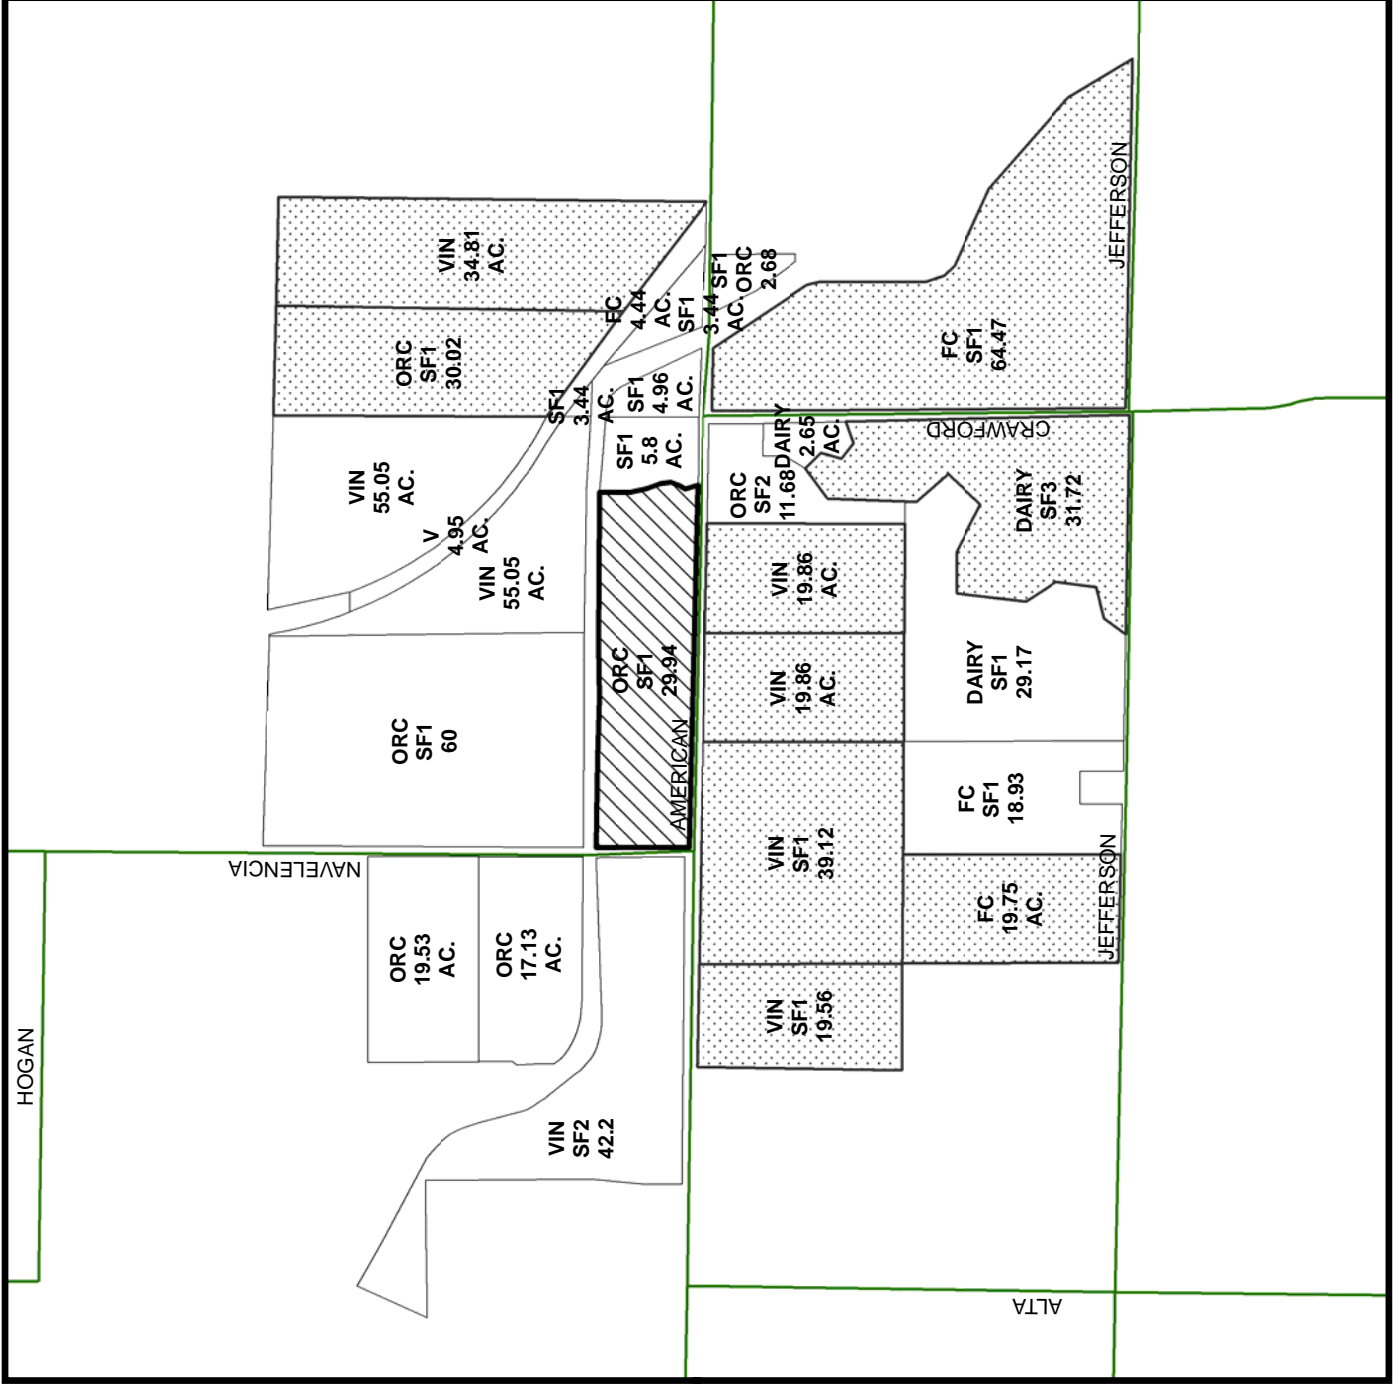 HOGAN
NAVELENCIA
AMERICAN
CRAWFORD
JEFFERSON
JEFFERSON
ALTA
VIN
34.81
AC.
ORC
SF1
30.02
VIN
55.05
AC.
V
4.95
AC.
VIN
55.05
AC.
ORC
SF1
60
FC
4.44
AC.
SF1
3.44
AC.
SF1
ORC
2.68
SF1
3.44
AC.
SF1
4.96
AC.
SF1
5.8
AC.
ORC
SF1
29.94
ORC
19.53
AC.
ORC
17.13
AC.
VIN
SF2
42.2
FC
SF1
64.47
DAIRY
2.65
AC.
ORC
SF2
11.68
DAIRY
SF3
31.72
VIN
19.86
AC.
VIN
19.86
AC.
DAIRY
SF1
29.17
VIN
SF1
39.12
FC
SF1
18.93
FC
19.75
AC.
VIN
SF1
19.56